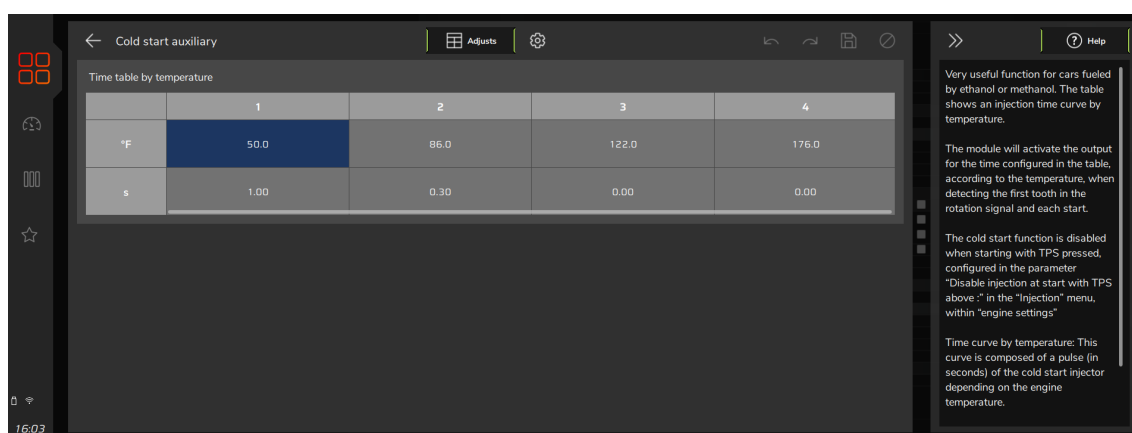 Cold start auxiliary
Adjusts
Time table by temperature
1 2 3 4
°F 50.0 86.0 122.0 176.0
s 1.00 0.30 0.00 0.00
16:03
Help
Very useful function for cars fueled
by ethanol or methanol. The table
shows an injection time curve by
temperature.
The module will activate the output
for the time configured in the table,
according to the temperature, when
detecting the first tooth in the
rotation signal and each start.
The cold start function is disabled
when starting with TPS pressed,
configured in the parameter
“Disable injection at start with TPS
above :” in the “Injection” menu,
within “engine settings”
Time curve by temperature: This
curve is composed of a pulse (in
seconds) of the cold start injector
depending on the engine
temperature.